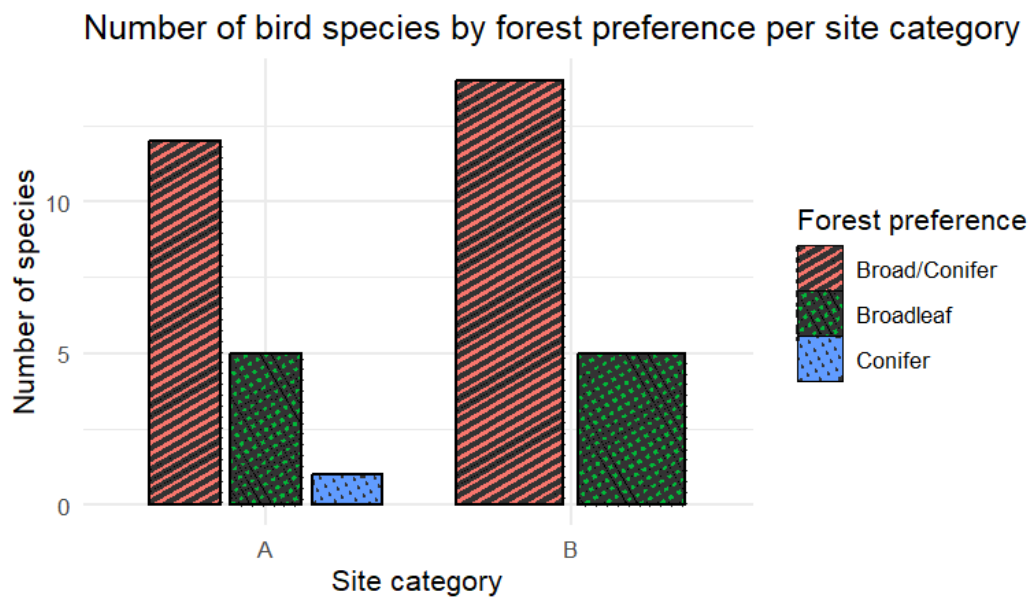 Number of bird species by forest preference per site category
Number of species
10
5
0
A
B
Site category
Forest preference
Broad/Conifer
Broadleaf
Conifer